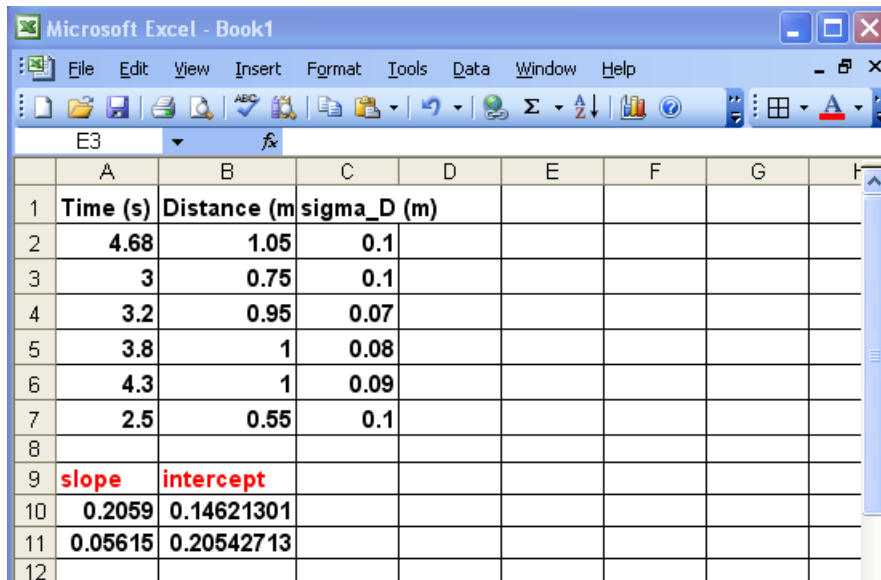 Microsoft Excel - Book1
File Edit View Insert Format Tools Data Window Help
ABC Σ A Z A
E3 fx
A B C D E F G H
1 Time (s) Distance (m sigma_D (m)
2 4.68 1.05 0.1
3 3 0.75 0.1
4 3.2 0.95 0.07
5 3.8 1 0.08
6 4.3 1 0.09
7 2.5 0.55 0.1
8
9 slope intercept
10 0.2059 0.14621301
11 0.05615 0.20542713
12